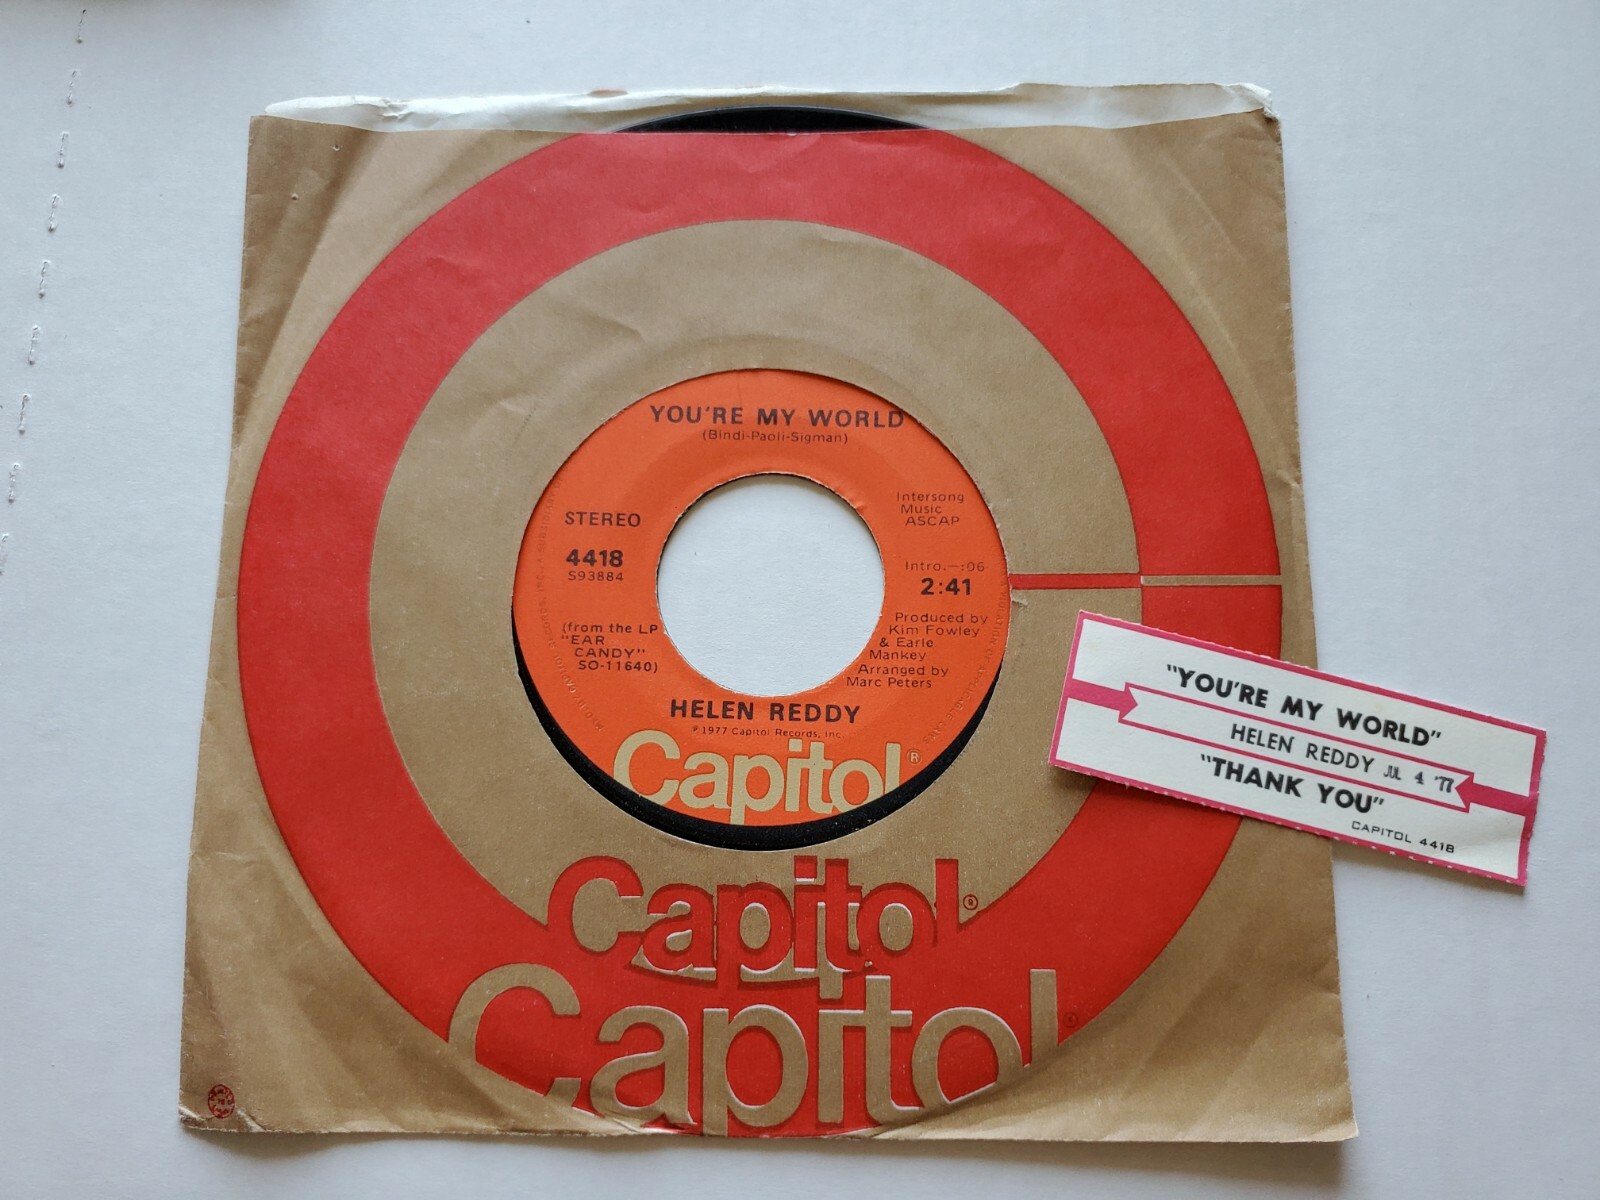 YOU'RE MY WORLD
(Bindi-Paoli-Sigman)
STEREO
4418
S93884
(from the LP
"EAR
CANDY"
SO-11640)
Intersong
Music
ASCAP
Intro.—:06
2:41
Produced by
Kim Fowley
& Earle
Mankey
Arranged by
Marc Peters
HELEN REDDY
℗ 1977 Capitol Records, Inc.
Capitol®
Capitol®
Capitol®
"YOU'RE MY WORLD"
HELEN REDDY JUL 4 '77
"THANK YOU"
CAPITOL 4418